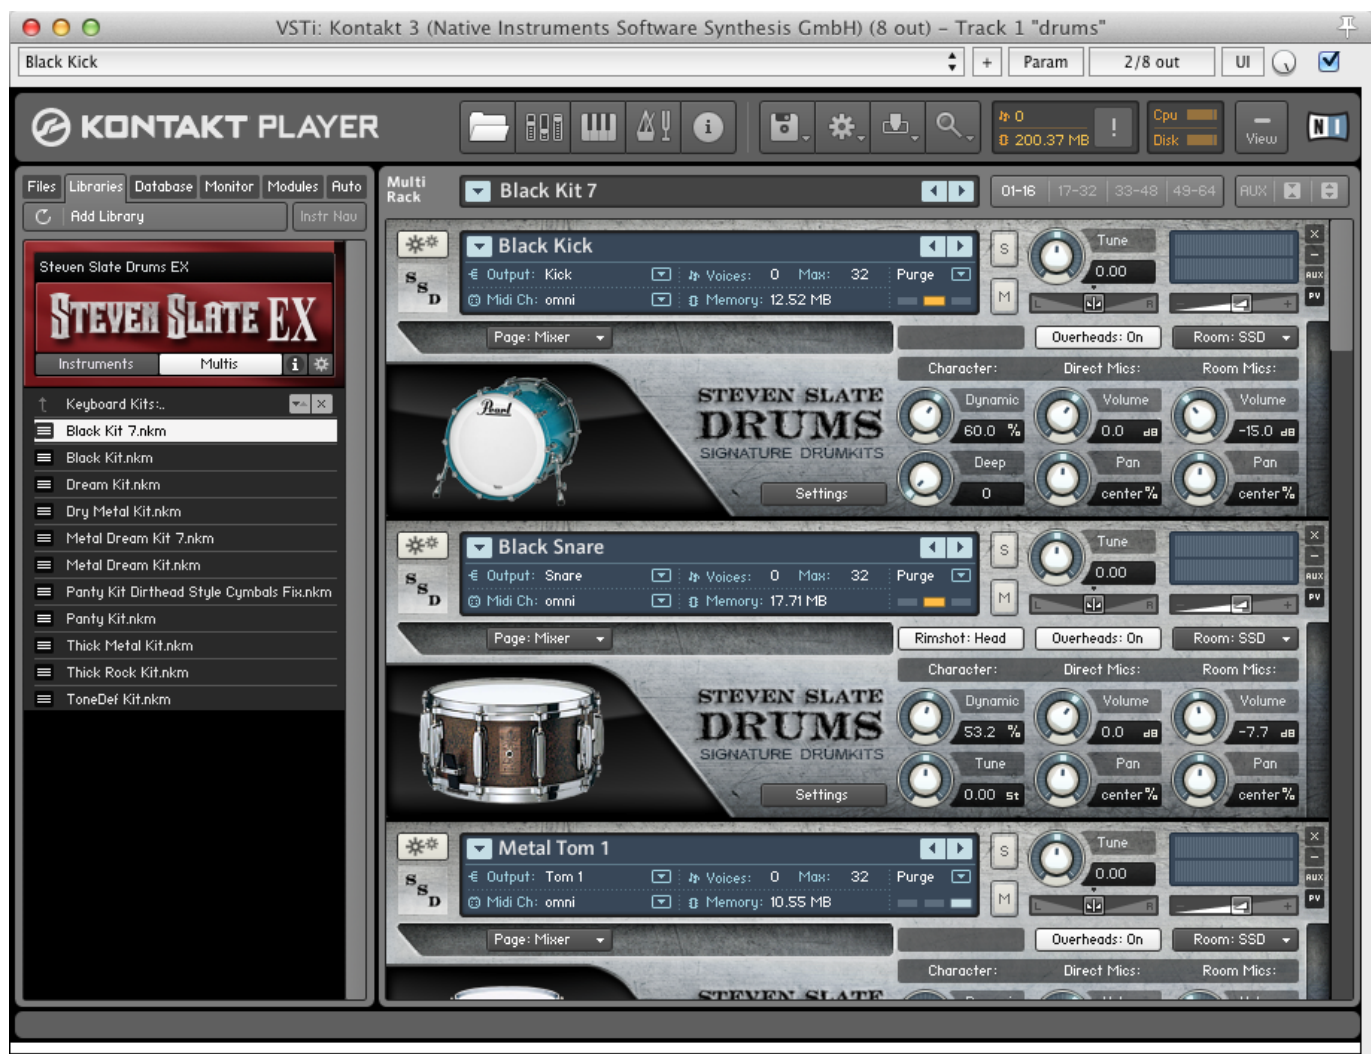 VSTi: Kontakt 3 (Native Instruments Software Synthesis GmbH) (8 out) – Track 1 "drums"
Black Kick + Param 2/8 out UI
KONTAKT PLAYER
0
200.37 MB
!
Cpu
Disk
View
NI
Files Libraries Database Monitor Modules Auto
Add Library Instr Nav
Steven Slate Drums EX
STEVEN SLATE EX
Instruments Multis i
Keyboard Kits:..
Black Kit 7.nkm
Black Kit.nkm
Dream Kit.nkm
Dry Metal Kit.nkm
Metal Dream Kit 7.nkm
Metal Dream Kit.nkm
Panty Kit Dirthead Style Cymbals Fix.nkm
Panty Kit.nkm
Thick Metal Kit.nkm
Thick Rock Kit.nkm
ToneDef Kit.nkm
Multi Rack
Black Kit 7
01-16 17-32 33-48 49-64 AUX
Black Kick
Output: Kick Voices: 0 Max: 32 Purge
Midi Ch: omni Memory: 12.52 MB
SSD
S
M
Tune
0.00
L R - +
x
-
AUX
PV
Page: Mixer Overheads: On Room: SSD
Character: Direct Mics: Room Mics:
Pearl
STEVEN SLATE
DRUMS
SIGNATURE DRUMKITS
Settings
Dynamic Volume Volume
60.0 % 0.0 dB -15.0 dB
Deep Pan Pan
0 center% center%
Black Snare
Output: Snare Voices: 0 Max: 32 Purge
Midi Ch: omni Memory: 17.71 MB
SSD
S
M
Tune
0.00
L R - +
x
-
AUX
PV
Page: Mixer Rimshot: Head Overheads: On Room: SSD
Character: Direct Mics: Room Mics:
STEVEN SLATE
DRUMS
SIGNATURE DRUMKITS
Settings
Dynamic Volume Volume
53.2 % 0.0 dB -7.7 dB
Tune Pan Pan
0.00 st center% center%
Metal Tom 1
Output: Tom 1 Voices: 0 Max: 32 Purge
Midi Ch: omni Memory: 10.55 MB
SSD
S
M
Tune
0.00
L R - +
x
-
AUX
PV
Page: Mixer Overheads: On Room: SSD
Character: Direct Mics: Room Mics:
STEVEN SLATE